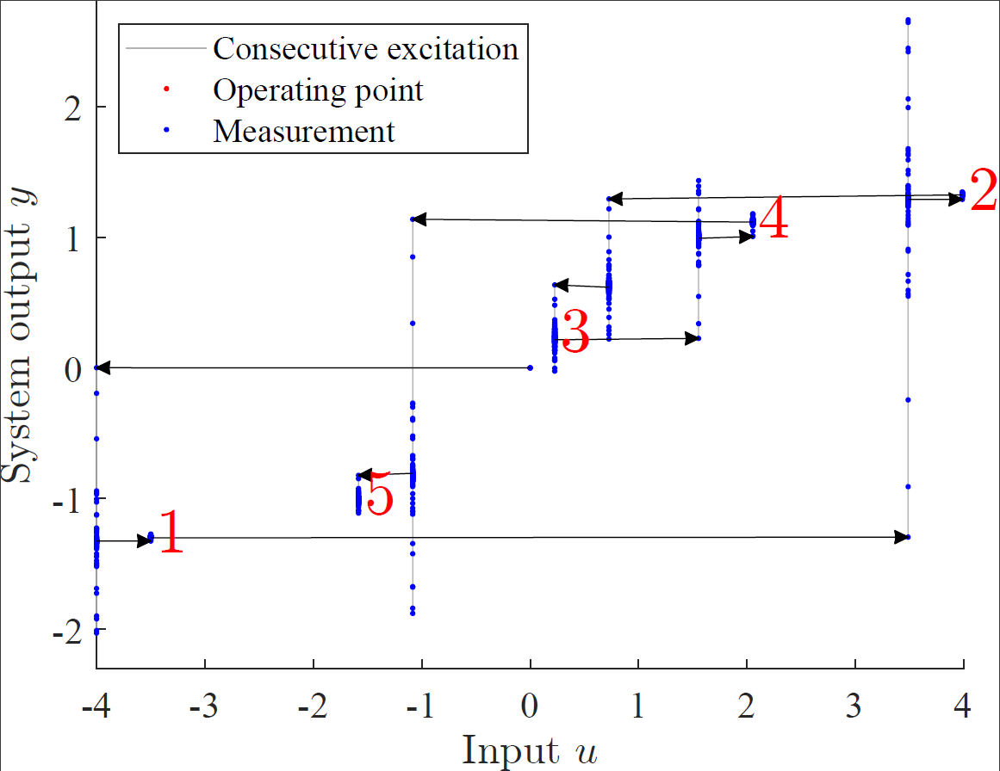 Consecutive excitation
Operating point
Measurement
System output y
2
1
0
-1
-2
2
4
3
5
1
-4 -3 -2 -1 0 1 2 3 4
Input u